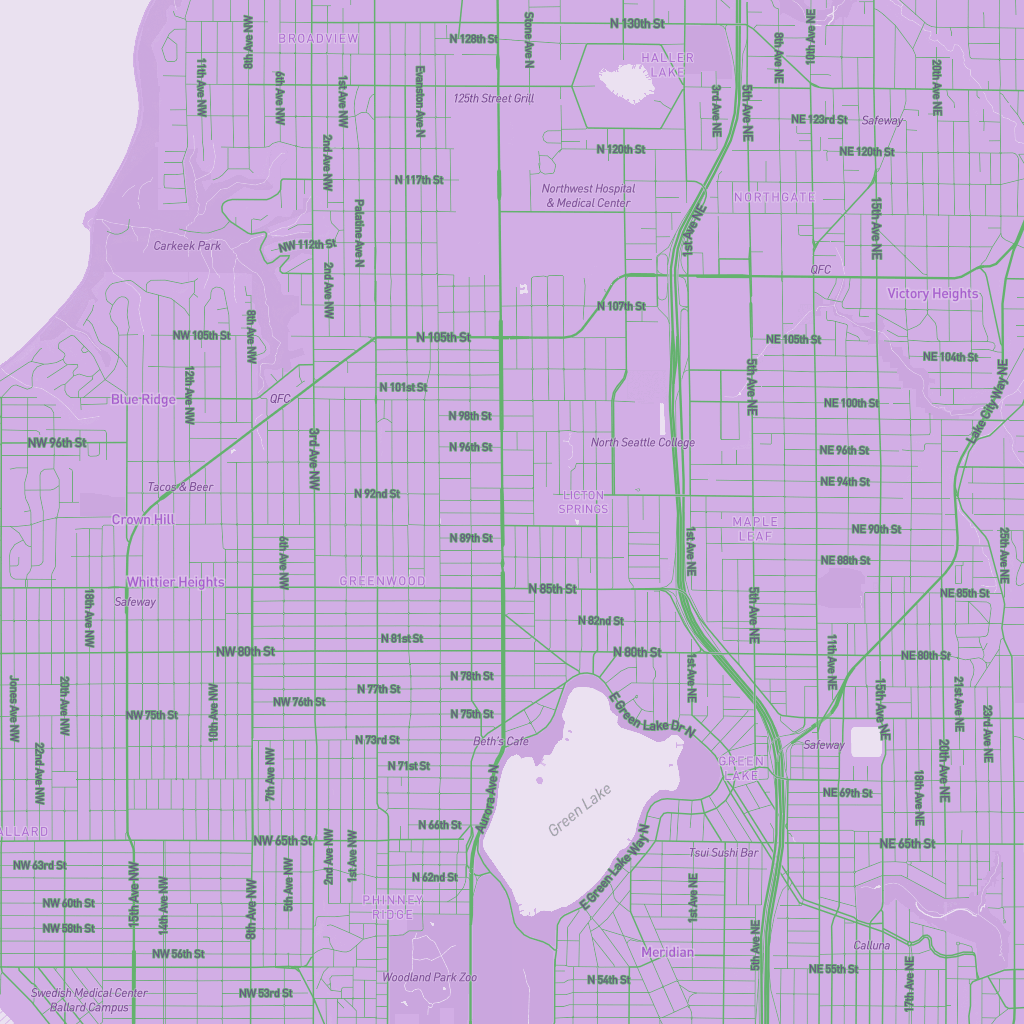 N 130th St
8th Ave NW
Stone Ave N
10th Ave NE
BROADVIEW
N 128th St
8th Ave NE
HALLER
LAKE
11th Ave NW
6th Ave NW
1st Ave NW
Evanston Ave N
20th Ave NE
125th Street Grill
3rd Ave NE
5th Ave NE
NE 123rd St
Safeway
2nd Ave NW
N 120th St
NE 120th St
N 117th St
Northwest Hospital
& Medical Center
NORTHGATE
Palatine Ave N
15th Ave NE
1st Ave NE
Carkeek Park
NW 112th St
2nd Ave NW
QFC
Victory Heights
N 107th St
NW 105th St
8th Ave NW
N 105th St
NE 105th St
NE 104th St
12th Ave NW
N 101st St
5th Ave NE
Blue Ridge
QFC
NE 100th St
Lake City Way NE
N 98th St
NW 96th St
3rd Ave NW
N 96th St
North Seattle College
NE 96th St
Tacos & Beer
N 92nd St
NE 94th St
LICTON
SPRINGS
Crown Hill
MAPLE
LEAF
NE 90th St
N 89th St
1st Ave NE
25th Ave NE
6th Ave NW
NE 88th St
Whittier Heights
GREENWOOD
N 85th St
NE 85th St
Safeway
18th Ave NW
5th Ave NE
N 82nd St
N 81st St
11th Ave NE
NW 80th St
N 80th St
NE 80th St
N 78th St
1st Ave NE
N 77th St
Jones Ave NW
20th Ave NW
10th Ave NW
NW 76th St
15th Ave NE
21st Ave NE
NW 75th St
N 75th St
E Green Lake Dr N
23rd Ave NE
N 73rd St
Beth's Cafe
Safeway
22nd Ave NW
7th Ave NW
N 71st St
GREEN
LAKE
20th Ave NE
18th Ave NE
NE 69th St
Aurora Ave N
Green Lake
BALLARD
N 66th St
NW 65th St
NE 65th St
2nd Ave NW
1st Ave NW
NW 63rd St
Tsui Sushi Bar
E Green Lake Way N
N 62nd St
5th Ave NW
15th Ave NW
14th Ave NW
8th Ave NW
1st Ave NE
NW 60th St
PHINNEY
RIDGE
NW 58th St
5th Ave NE
Calluna
NW 56th St
Meridian
NE 55th St
Woodland Park Zoo
N 54th St
17th Ave NE
Swedish Medical Center
Ballard Campus
NW 53rd St